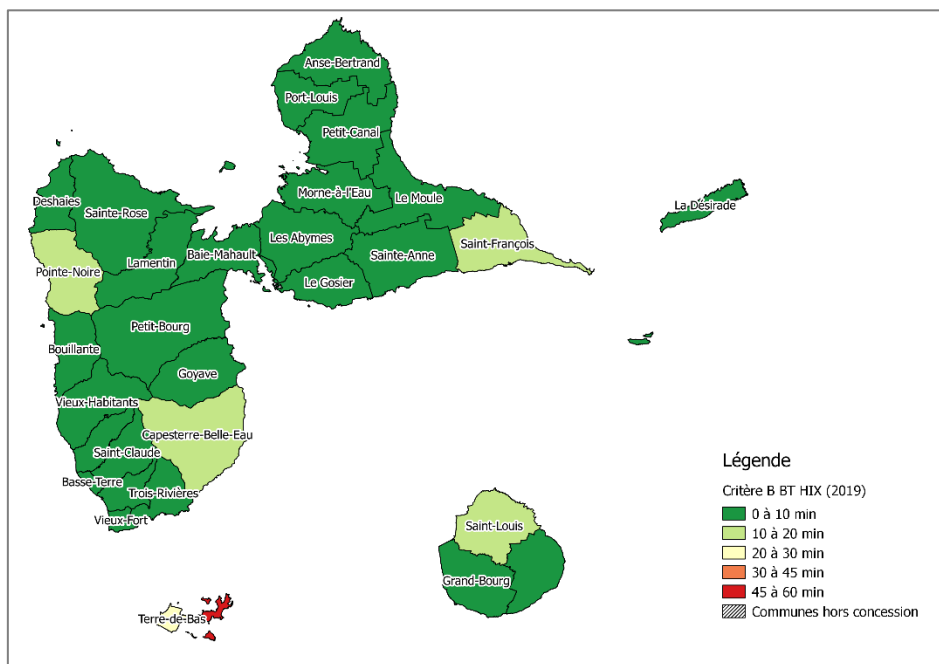 Anse-Bertrand
Port-Louis
Petit-Canal
Morne-à-l'Eau
Le Moule
Deshaies
Sainte-Rose
La Désirade
Les Abymes
Saint-François
Baie-Mahault
Sainte-Anne
Lamentin
Pointe-Noire
Le Gosier
Petit-Bourg
Bouillante
Goyave
Vieux-Habitants
Capesterre-Belle-Eau
Saint-Claude
Basse-Terre
Trois-Rivières
Vieux-Fort
Saint-Louis
Grand-Bourg
Terre-de-Bas
Légende
Critère B BT HIX (2019)
0 à 10 min
10 à 20 min
20 à 30 min
30 à 45 min
45 à 60 min
Communes hors concession